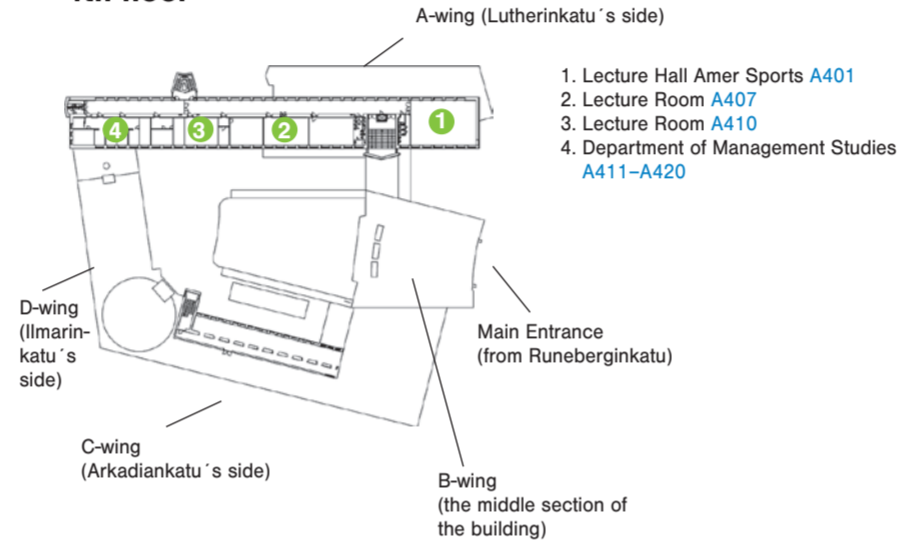 A-wing (Lutherinkatu´s side)
1. Lecture Hall Amer Sports A401
2. Lecture Room A407
3. Lecture Room A410
4. Department of Management Studies
A411–A420
1
2
3
4
D-wing
(Ilmarin-
katu´s
side)
Main Entrance
(from Runeberginkatu)
C-wing
(Arkadiankatu´s side)
B-wing
(the middle section of
the building)